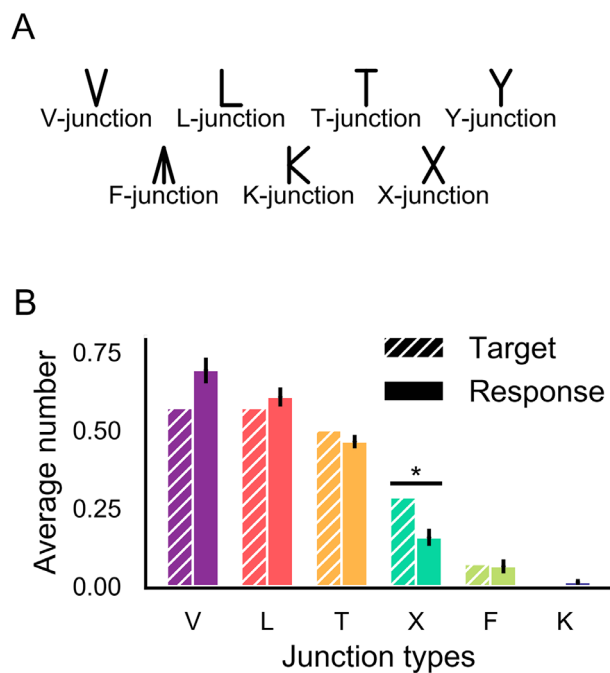 A
V-junction L-junction T-junction Y-junction
F-junction K-junction X-junction
B
Target
Response
Average number
0.75
0.50
0.25
0.00
*
V L T X F K
Junction types